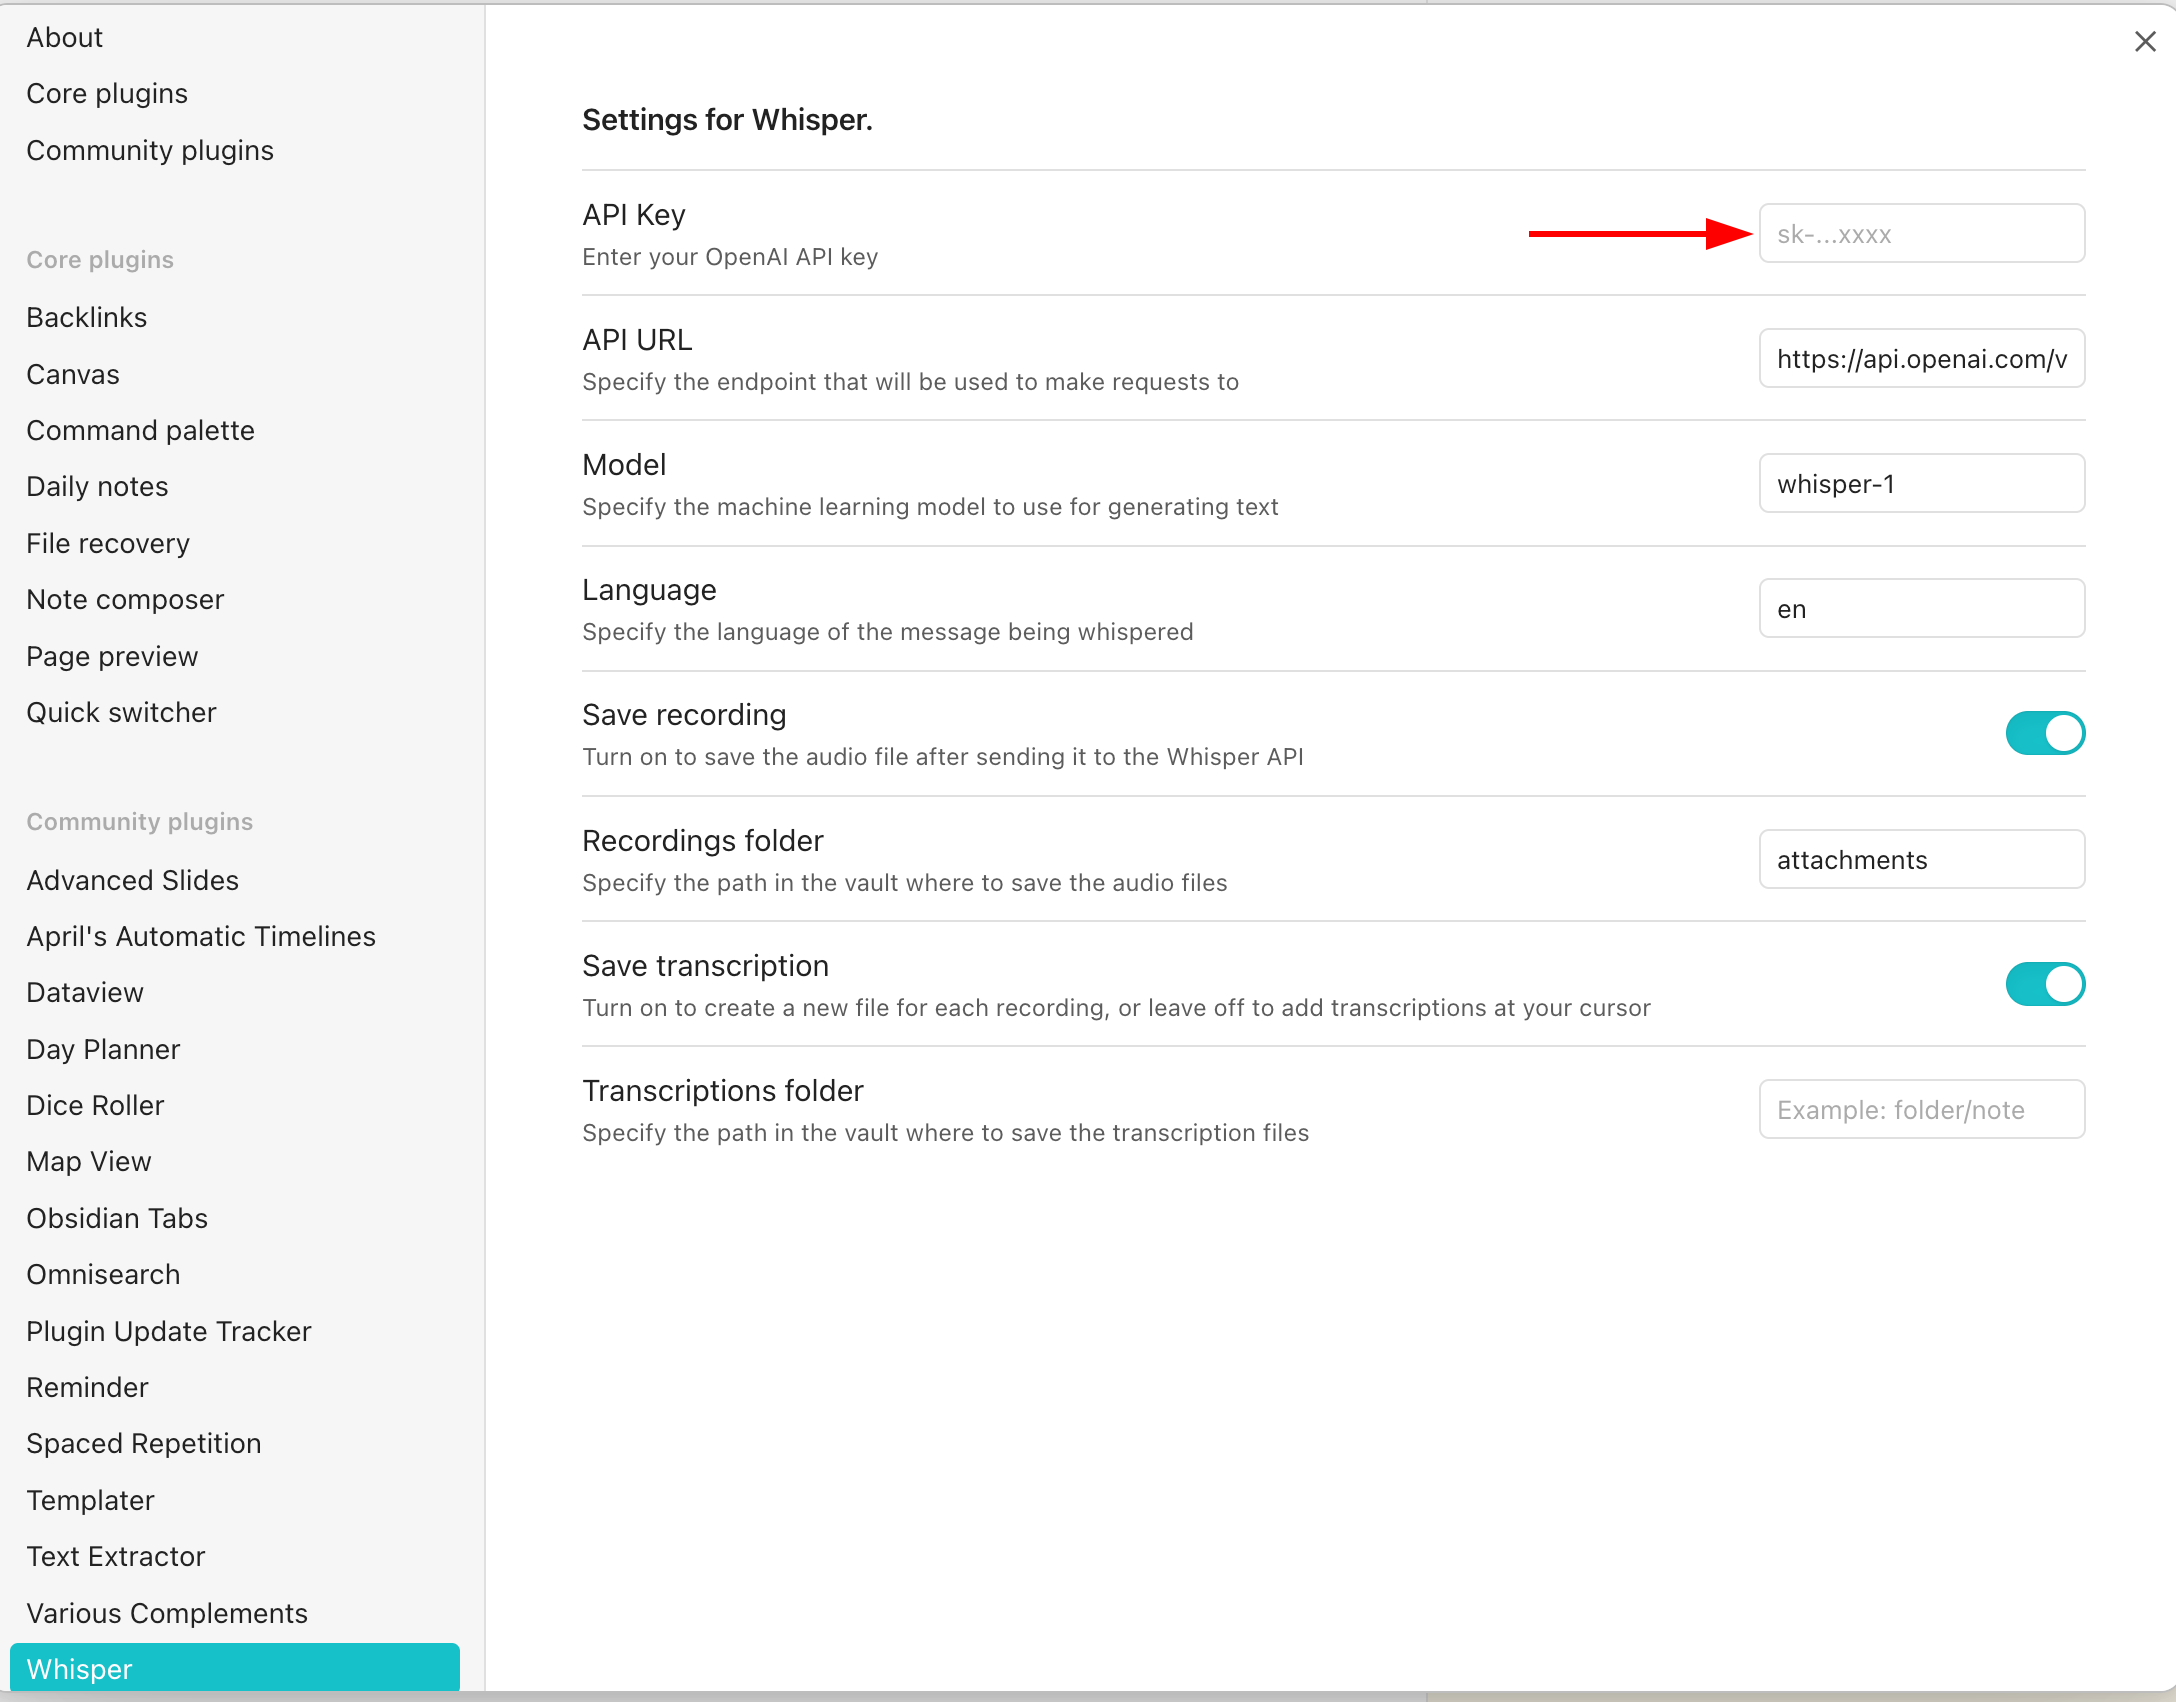 About
Core plugins
Community plugins
Core plugins
Backlinks
Canvas
Command palette
Daily notes
File recovery
Note composer
Page preview
Quick switcher
Community plugins
Advanced Slides
April's Automatic Timelines
Dataview
Day Planner
Dice Roller
Map View
Obsidian Tabs
Omnisearch
Plugin Update Tracker
Reminder
Spaced Repetition
Templater
Text Extractor
Various Complements
Whisper
Settings for Whisper.
API Key
Enter your OpenAI API key
sk-...xxxx
API URL
Specify the endpoint that will be used to make requests to
https://api.openai.com/v
Model
Specify the machine learning model to use for generating text
whisper-1
Language
Specify the language of the message being whispered
en
Save recording
Turn on to save the audio file after sending it to the Whisper API
Recordings folder
Specify the path in the vault where to save the audio files
attachments
Save transcription
Turn on to create a new file for each recording, or leave off to add transcriptions at your cursor
Transcriptions folder
Specify the path in the vault where to save the transcription files
Example: folder/note